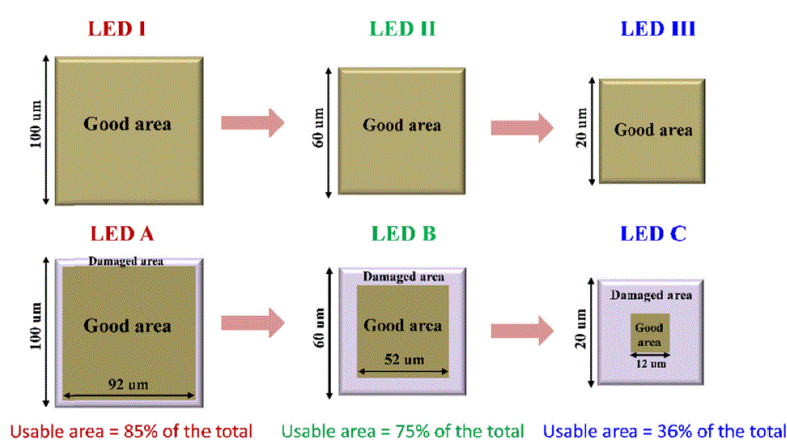 LED I LED II LED III
100 um Good area 60 um Good area 20 um Good area
LED A LED B LED C
Damaged area
100 um
Good area
92 um
Damaged area
60 um
Good area
52 um
Damaged area
20 um
Good
area
12 um
Usable area = 85% of the total Usable area = 75% of the total Usable area = 36% of the total